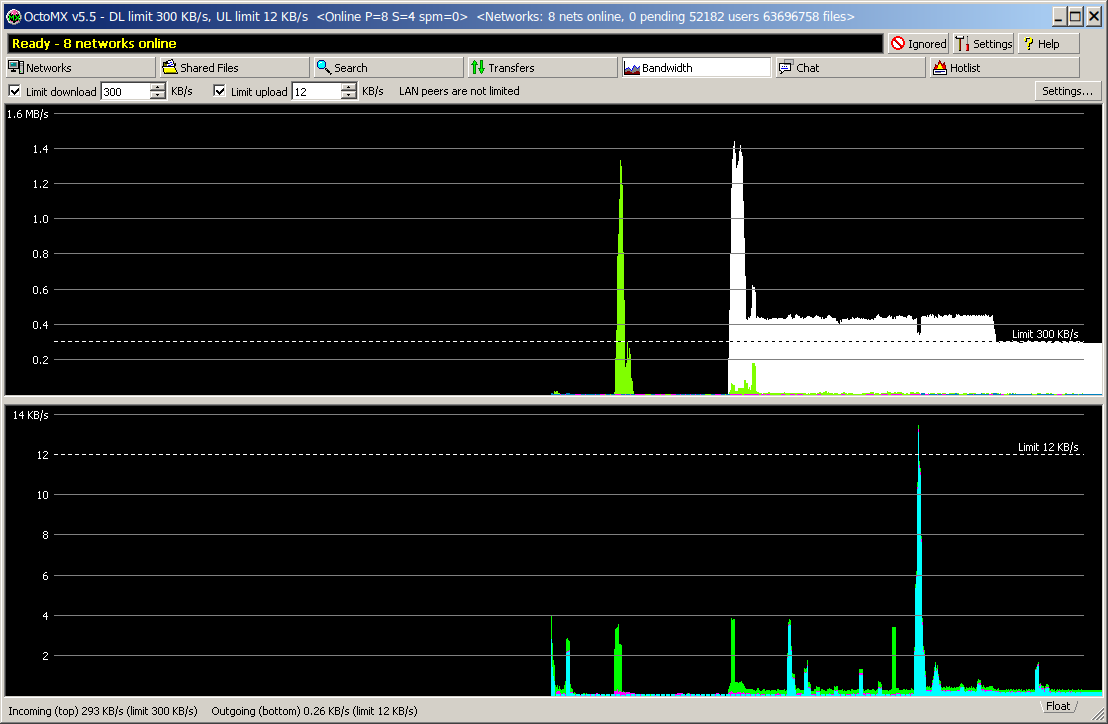 OctoMX v5.5 - DL limit 300 KB/s, UL limit 12 KB/s <Online P=8 S=4 spm=0> <Networks: 8 nets online, 0 pending 52182 users 63696758 files>
Ready - 8 networks online Ignored Settings ? Help
Networks Shared Files Search Transfers Bandwidth Chat Hotlist
Limit download 300 KB/s Limit upload 12 KB/s LAN peers are not limited Settings...
1.6 MB/s
1.4
1.2
1.0
0.8
0.6
0.4
Limit 300 KB/s
0.2
14 KB/s
Limit 12 KB/s
12
10
8
6
4
2
Incoming (top) 293 KB/s (limit 300 KB/s) Outgoing (bottom) 0.26 KB/s (limit 12 KB/s) Float